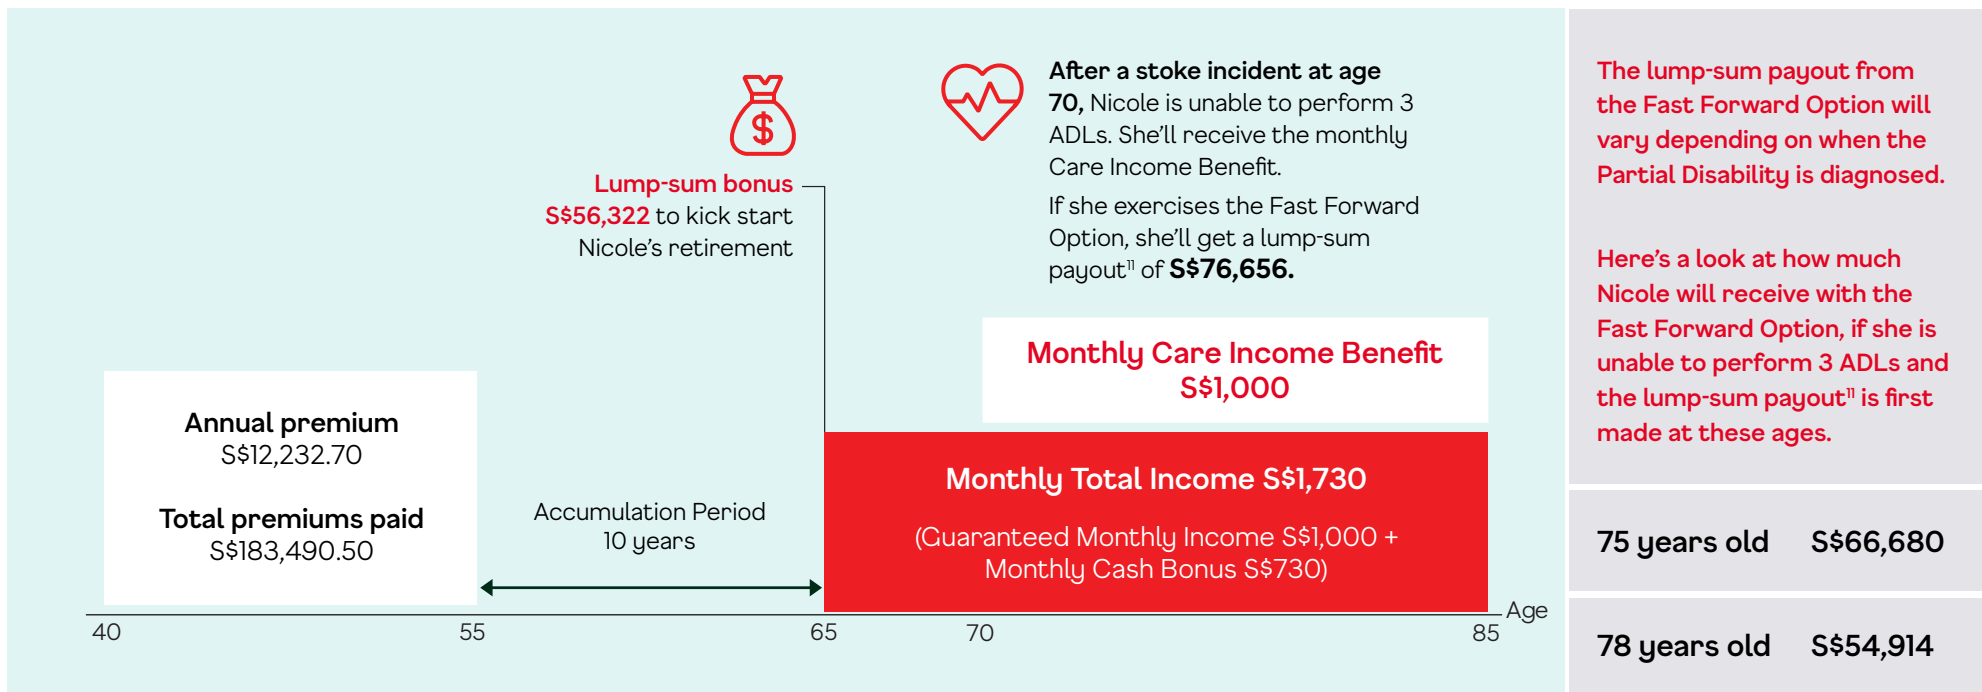 After a stoke incident at age
70, Nicole is unable to perform 3
ADLs. She'll receive the monthly
Care Income Benefit.
If she exercises the Fast Forward
Option, she'll get a lump-sum
payout¹¹ of S$76,656.
$
Lump-sum bonus
S$56,322 to kick start
Nicole's retirement
Monthly Care Income Benefit
S$1,000
Annual premium
S$12,232.70
Total premiums paid
S$183,490.50
Accumulation Period
10 years
Monthly Total Income S$1,730
(Guaranteed Monthly Income S$1,000 +
Monthly Cash Bonus S$730)
Age
40
55
65
70
85
The lump-sum payout from
the Fast Forward Option will
vary depending on when the
Partial Disability is diagnosed.
Here's a look at how much
Nicole will receive with the
Fast Forward Option, if she is
unable to perform 3 ADLs and
the lump-sum payout¹¹ is first
made at these ages.
75 years old S$66,680
78 years old S$54,914